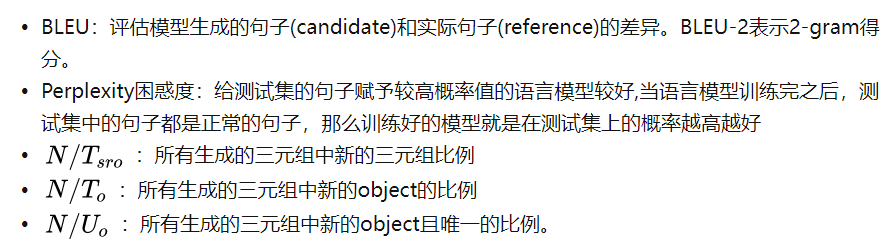 • BLEU：评估模型生成的句子(candidate)和实际句子(reference)的差异。BLEU-2表示2-gram得
分。
• Perplexity困惑度：给测试集的句子赋予较高概率值的语言模型较好,当语言模型训练完之后，测
试集中的句子都是正常的句子，那么训练好的模型就是在测试集上的概率越高越好
• N/T_{sro} ：所有生成的三元组中新的三元组比例
• N/T_o ：所有生成的三元组中新的object的比例
• N/U_o ：所有生成的三元组中新的object且唯一的比例。